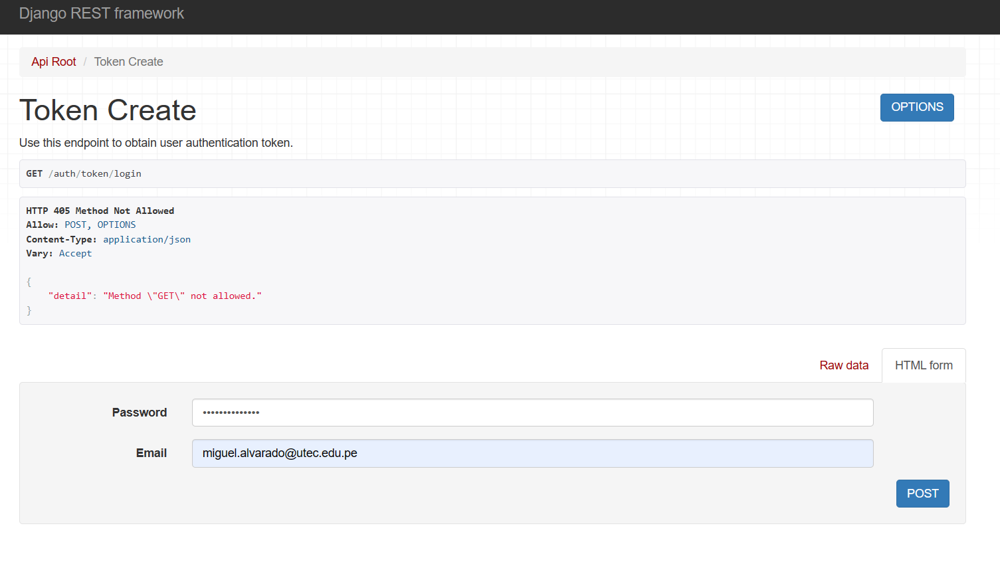 Django REST framework
Api Root / Token Create
Token Create
OPTIONS
Use this endpoint to obtain user authentication token.
GET /auth/token/login
HTTP 405 Method Not Allowed
Allow: POST, OPTIONS
Content-Type: application/json
Vary: Accept
{
    "detail": "Method \"GET\" not allowed."
}
Raw data
HTML form
Password ••••••••••••••
Email miguel.alvarado@utec.edu.pe
POST